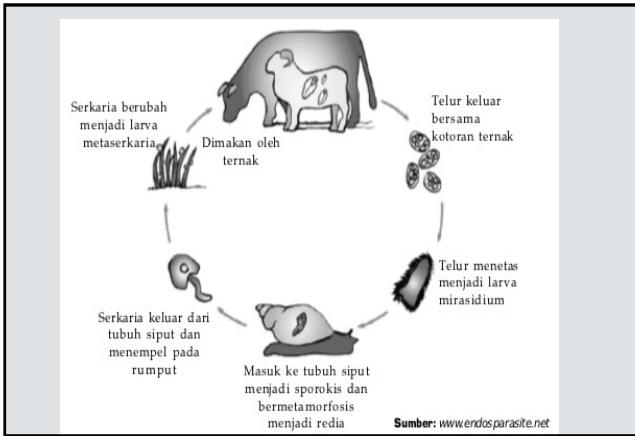 Serkaria berubah
menjadi larva
metaserkaria
Dimakan oleh
ternak
Telur keluar
bersama
kotoran ternak
Telur menetas
menjadi larva
mirasidium
Masuk ke tubuh siput
menjadi sporokis dan
bermetamorfosis
menjadi redia
Serkaria keluar dari
tubuh siput dan
menempel pada
rumput
Sumber: www.endosparasite.net